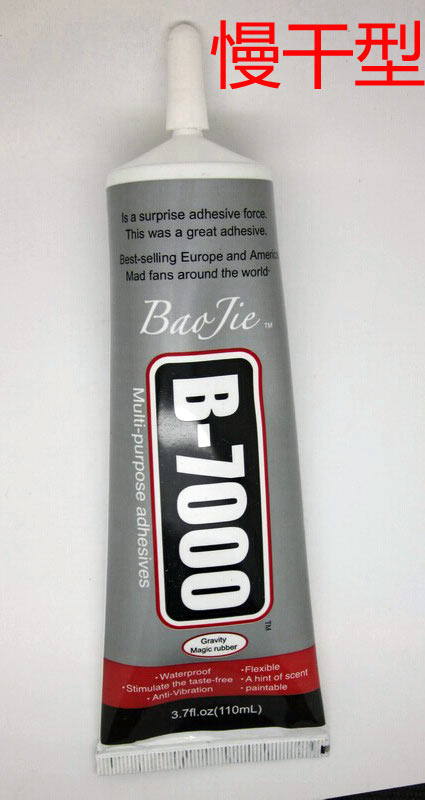 慢干型
Is a surprise adhesive force.
This was a great adhesive.
Best-selling Europe and America
Mad fans around the world
BaoJie TM
B-7000 TM
Multi-purpose adhesives
Gravity
Magic rubber
· Waterproof
· Stimulate the taste-free
· Anti-Vibration
· Flexible
· A hint of scent
· paintable
3.7fl.oz(110mL)